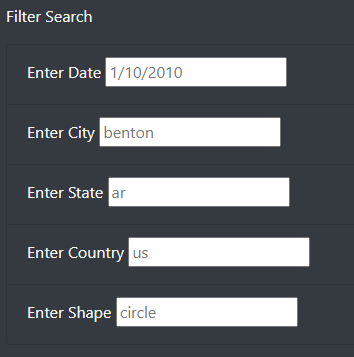 Filter Search
Enter Date 1/10/2010
Enter City benton
Enter State ar
Enter Country us
Enter Shape circle